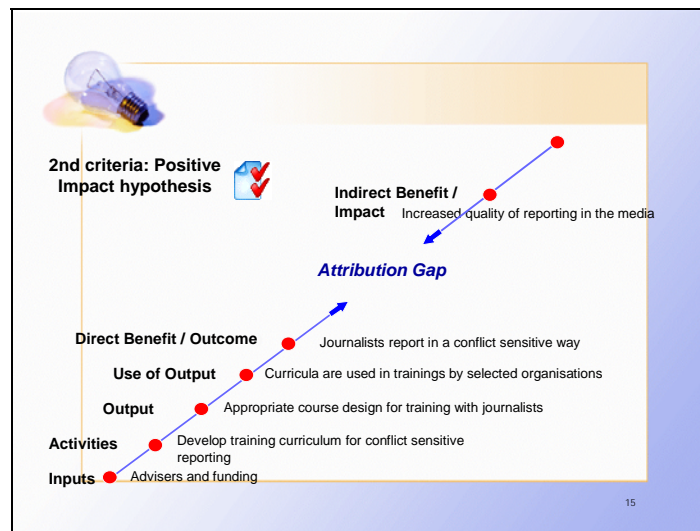 2nd criteria: Positive
Impact hypothesis
Indirect Benefit /
Impact
Increased quality of reporting in the media
Attribution Gap
Direct Benefit / Outcome
Journalists report in a conflict sensitive way
Use of Output
Curricula are used in trainings by selected organisations
Output
Appropriate course design for training with journalists
Activities
Develop training curriculum for conflict sensitive
reporting
Inputs
Advisers and funding
15